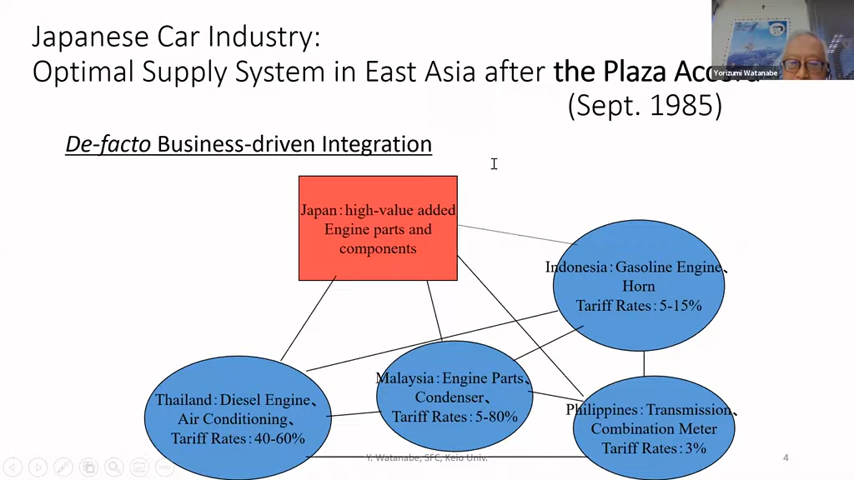 Japanese Car Industry:
Optimal Supply System in East Asia after the Plaza Accord
(Sept. 1985)
De-facto Business-driven Integration
Yorizumi Watanabe
Japan：high-value added
Engine parts and
components
Indonesia：Gasoline Engine、
Horn
Tariff Rates：5-15%
Thailand：Diesel Engine、
Air Conditioning、
Tariff Rates：40-60%
Malaysia：Engine Parts、
Condenser、
Tariff Rates：5-80%
Philippines：Transmission、
Combination Meter
Tariff Rates：3%
Y. Watanabe, SFC, Keio Univ.
4